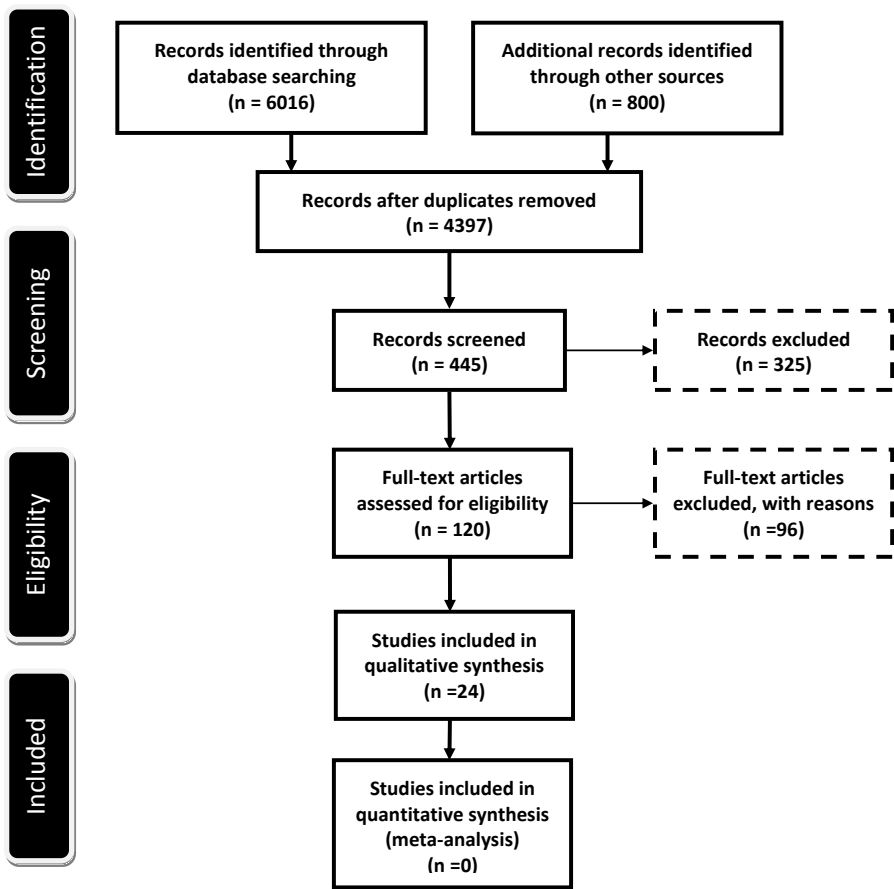 Identification
Records identified through
database searching
(n = 6016)
Additional records identified
through other sources
(n = 800)
Records after duplicates removed
(n = 4397)
Screening
Records screened
(n = 445)
Records excluded
(n = 325)
Eligibility
Full-text articles
assessed for eligibility
(n = 120)
Full-text articles
excluded, with reasons
(n =96)
Studies included in
qualitative synthesis
(n =24)
Included
Studies included in
quantitative synthesis
(meta-analysis)
(n =0)